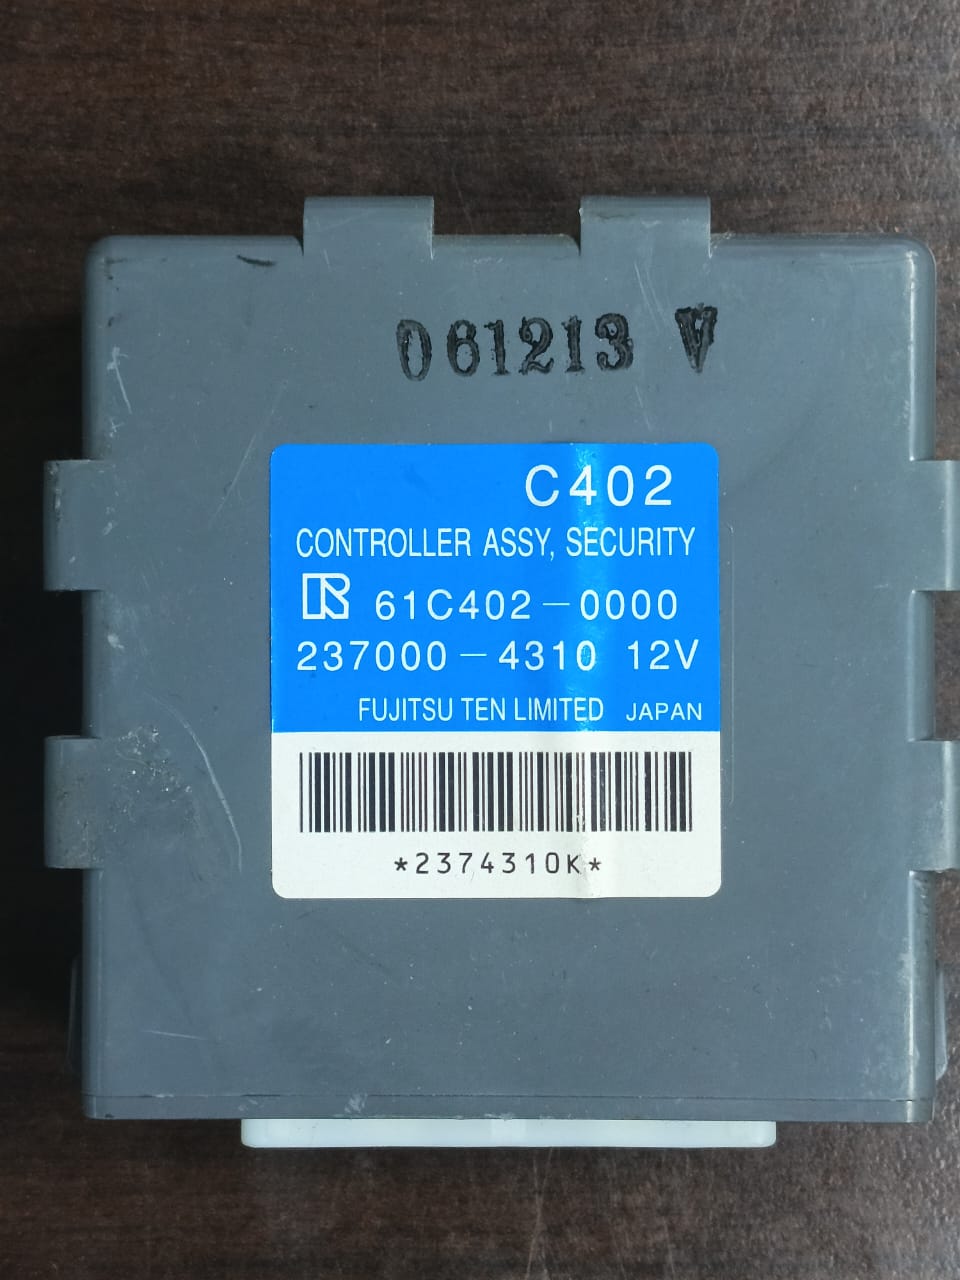 061213 V
C402
CONTROLLER ASSY, SECURITY
R 61C402-0000
237000-4310 12V
FUJITSU TEN LIMITED JAPAN
*2374310K*